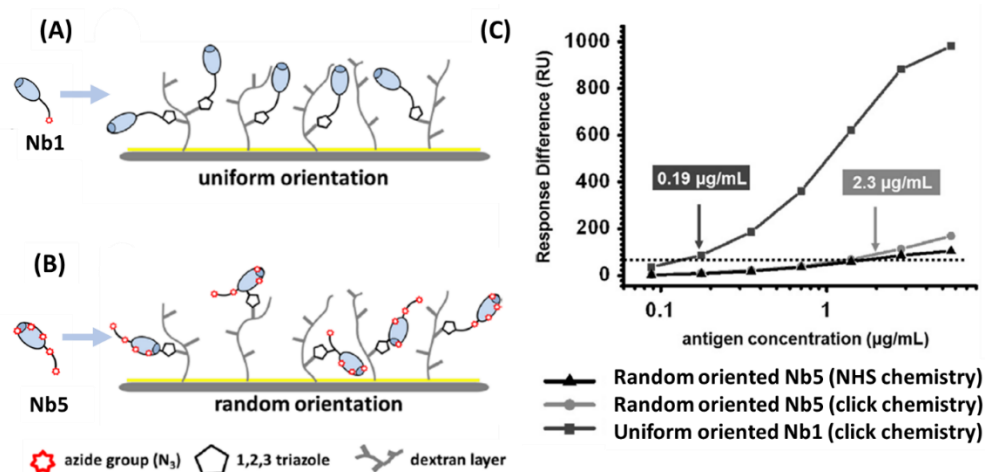 (A)
Nb1
uniform orientation
(B)
Nb5
random orientation
azide group (N₃) 1,2,3 triazole dextran layer
(C)
Response Difference (RU)
1000
800
600
400
200
0
0.19 µg/mL
2.3 µg/mL
0.1 1
antigen concentration (µg/mL)
Random oriented Nb5 (NHS chemistry)
Random oriented Nb5 (click chemistry)
Uniform oriented Nb1 (click chemistry)